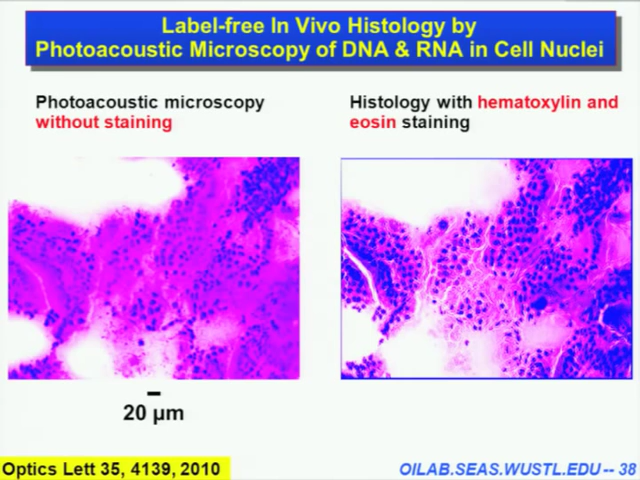 Label-free In Vivo Histology by
Photoacoustic Microscopy of DNA & RNA in Cell Nuclei
Photoacoustic microscopy
without staining
Histology with hematoxylin and
eosin staining
20 µm
Optics Lett 35, 4139, 2010
OILAB.SEAS.WUSTL.EDU -- 38